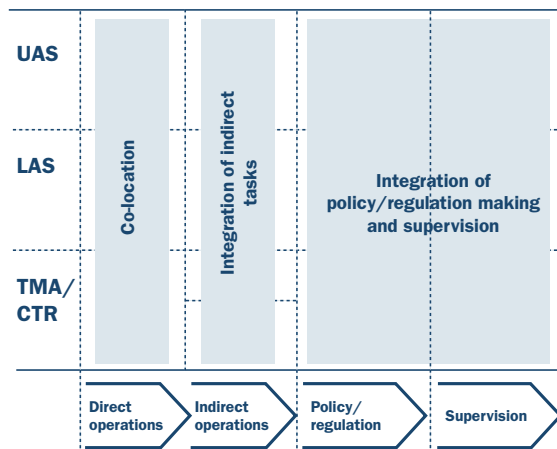 UAS
LAS
TMA/
CTR
Co-location
Integration of indirect
tasks
Integration of
policy/regulation making
and supervision
Direct
operations
Indirect
operations
Policy/
regulation
Supervision